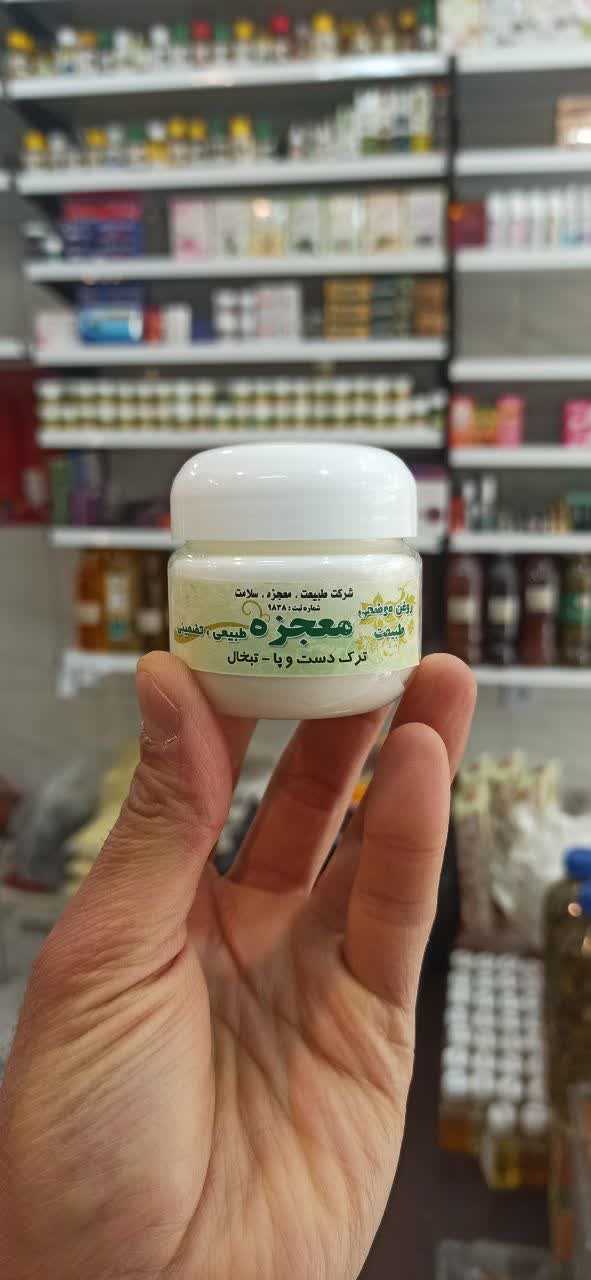 شرکت طبیعت ، معجزه ، سلامت
شماره ثبت : ۹۸۳۸
روغن موضعی
طبیعت
معجزه
طبیعی ، تضمینی
ترک دست و پا - تبخال